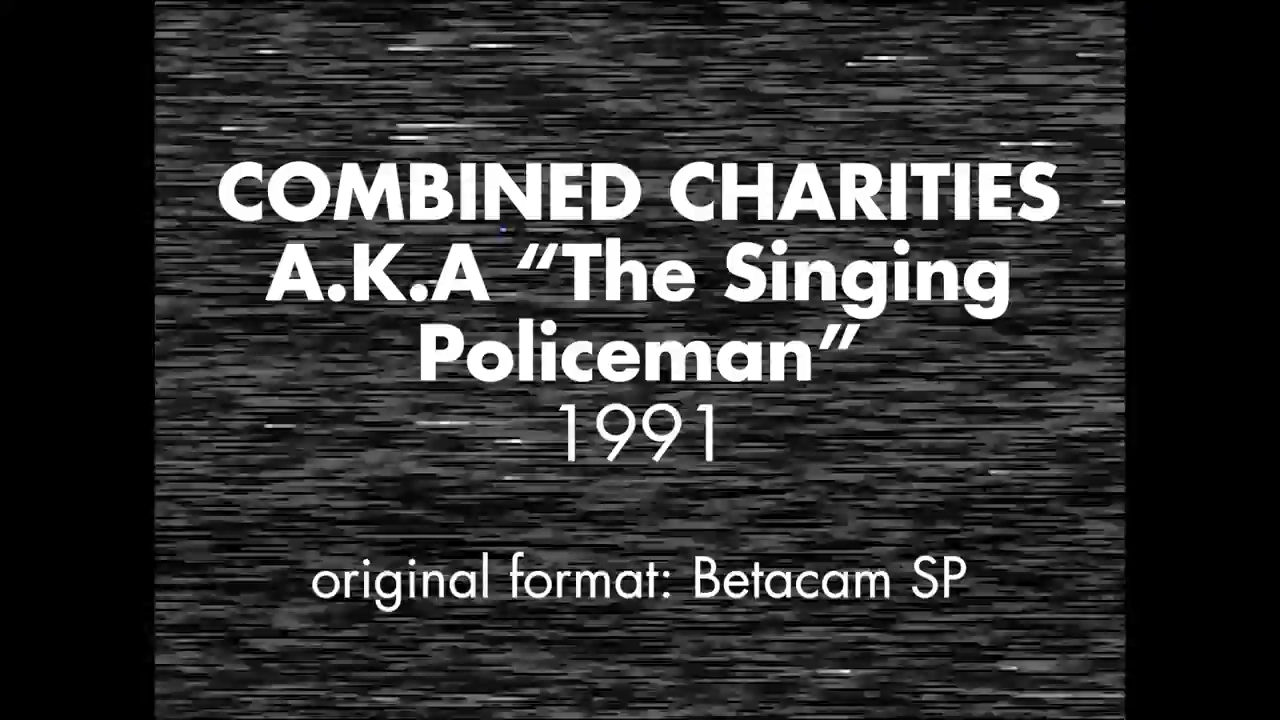 COMBINED CHARITIES
A.K.A “The Singing
Policeman”
1991
original format: Betacam SP